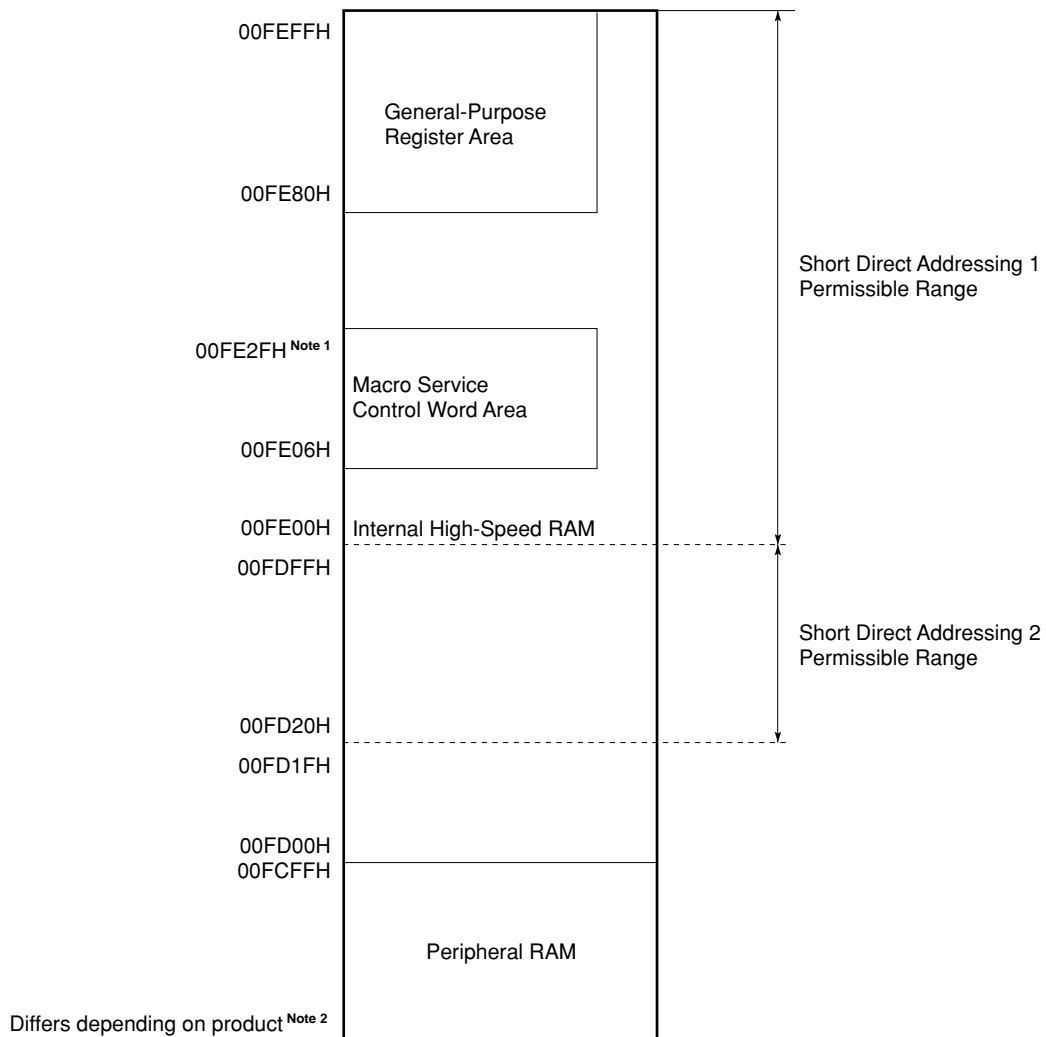 00FEFFH
General-Purpose
Register Area
00FE80H
Short Direct Addressing 1
Permissible Range
00FE2FH Note 1
Macro Service
Control Word Area
00FE06H
00FE00H
Internal High-Speed RAM
00FDFFH
Short Direct Addressing 2
Permissible Range
00FD20H
00FD1FH
00FD00H
00FCFFH
Peripheral RAM
Differs depending on product Note 2